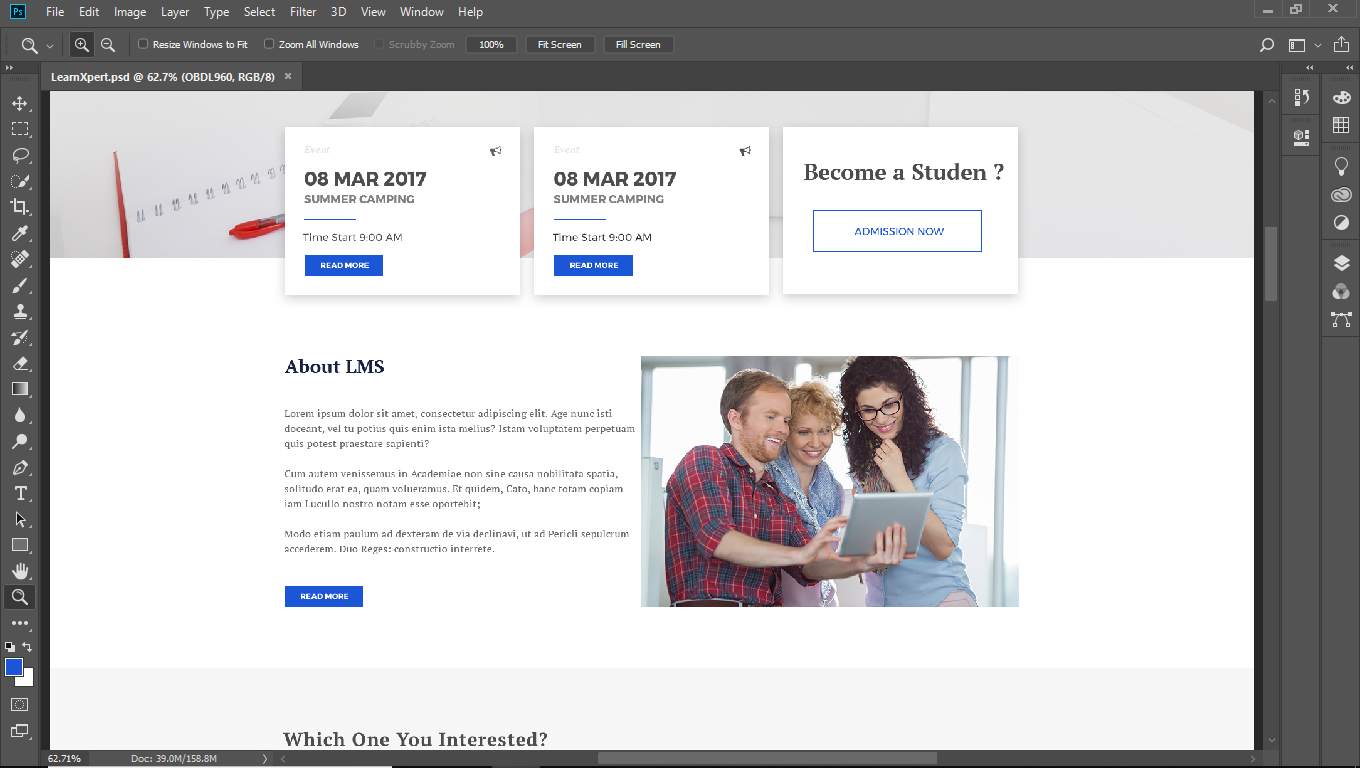 Ps File Edit Image Layer Type Select Filter 3D View Window Help
Resize Windows to Fit Zoom All Windows Scrubby Zoom 100% Fit Screen Fill Screen
LearnXpert.psd @ 62.7% (OBDL960, RGB/8) ×
Event
08 MAR 2017
SUMMER CAMPING
Time Start 9:00 AM
READ MORE
Event
08 MAR 2017
SUMMER CAMPING
Time Start 9:00 AM
READ MORE
Become a Studen ?
ADMISSION NOW
About LMS
Lorem ipsum dolor sit amet, consectetur adipiscing elit. Age nunc isti
doceant, vel tu potius quis enim ista melius? Istam voluptatem perpetuam
quis potest praestare sapienti?
Cum autem venissemus in Academiae non sine causa nobilitata spatia,
solitudo erat ea, quam volueramus. Et quidem, Cato, hanc totam copiam
iam Lucullo nostro notam esse oportebit;
Modo etiam paulum ad dexteram de via declinavi, ut ad Pericli sepulcrum
accederem. Duo Reges: constructio interrete.
READ MORE
Which One You Interested?
62.71% Doc: 39.0M/158.8M